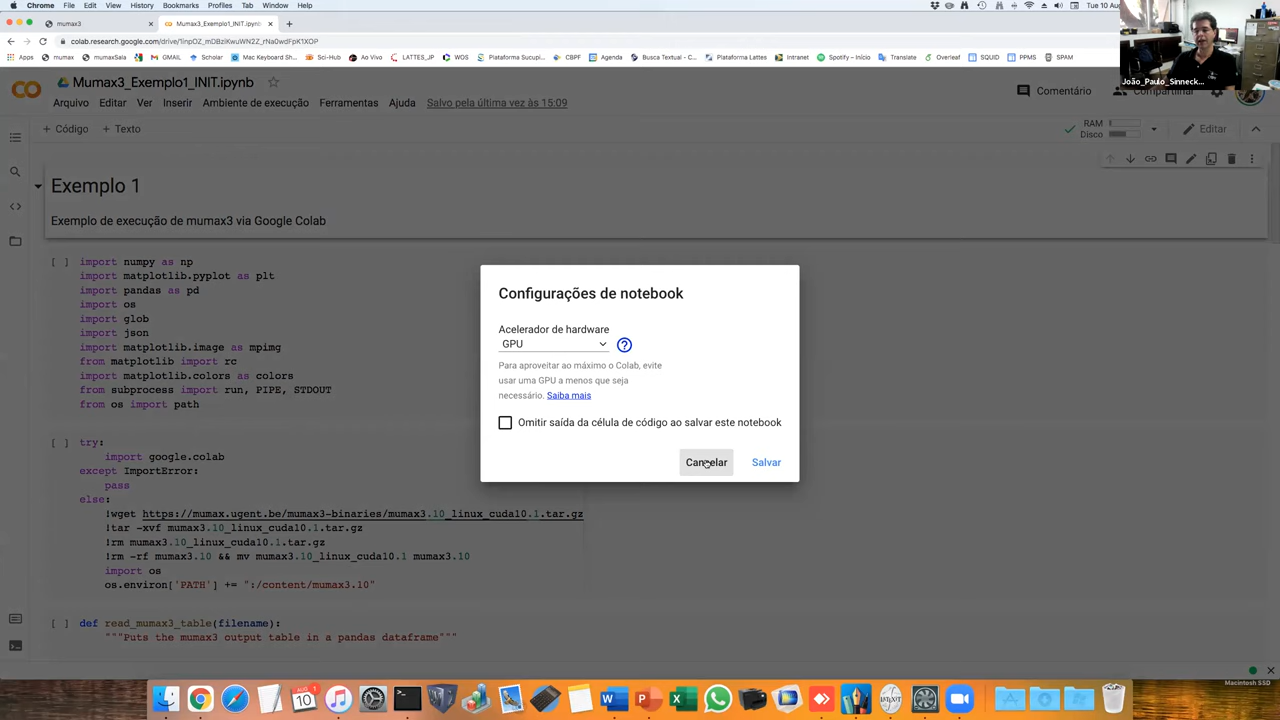 Chrome File Edit View History Bookmarks Profiles Tab Window Help
Tue 10 Aug
mumax3
Mumax3_Exemplo1_INIT.ipynb
Apps mumax mumaxSala GMAIL Scholar Mac Keyboard Sh... Sci-Hub Ao Vivo LATTES_JCR WOS Plataforma Sucupi... CBPF Agenda Busca Textual - C... Plataforma Lattes Intranet Spotify – Início Translate Overleaf SQUID PPMS SPAM
João_Paulo_Sinneck...
Mumax3_Exemplo1_INIT.ipynb
Arquivo Editar Ver Inserir Ambiente de execução Ferramentas Ajuda Salvo pela última vez às 15:09
Comentário Compartilhar
+ Código + Texto
RAM
Disco
Editar
Exemplo 1
Exemplo de execução de mumax3 via Google Colab
[ ] import numpy as np
import matplotlib.pyplot as plt
import pandas as pd
import os
import glob
import json
import matplotlib.image as mpimg
from matplotlib import rc
import matplotlib.colors as colors
from subprocess import run, PIPE, STDOUT
from os import path
Configurações de notebook
Acelerador de hardware
GPU
Para aproveitar ao máximo o Colab, evite
usar uma GPU a menos que seja
necessário. Saiba mais
Omitir saída da célula de código ao salvar este notebook
Cancelar Salvar
[ ] try:
import google.colab
except ImportError:
pass
else:
!wget https://mumax.ugent.be/mumax3-binaries/mumax3.10_linux_cuda10.1.tar.gz
!tar -xvf mumax3.10_linux_cuda10.1.tar.gz
!rm mumax3.10_linux_cuda10.1.tar.gz
!rm -rf mumax3.10 && mv mumax3.10_linux_cuda10.1 mumax3.10
import os
os.environ['PATH'] += ":/content/mumax3.10"
[ ] def read_mumax3_table(filename):
"""Puts the mumax3 output table in a pandas dataframe"""
Macintosh SSD